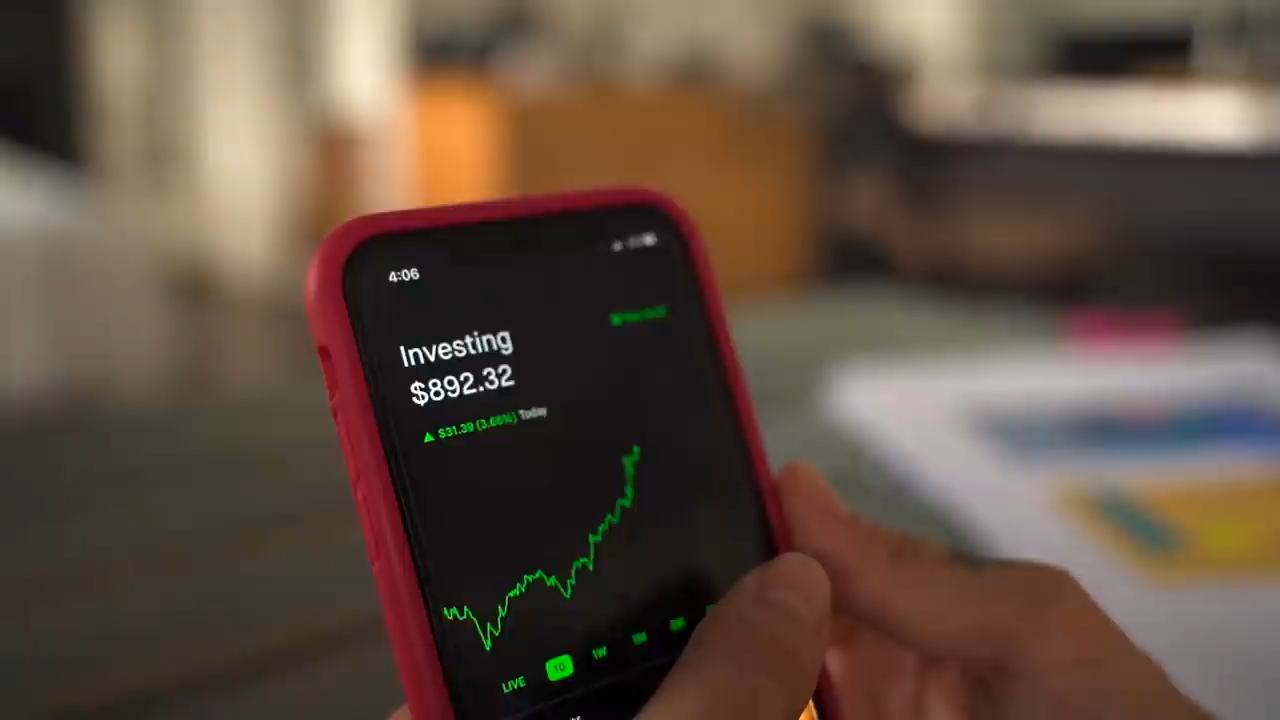 4:06
Investing
$892.32
▲ $31.39 (3.65%) Today
LIVE 1D 1W